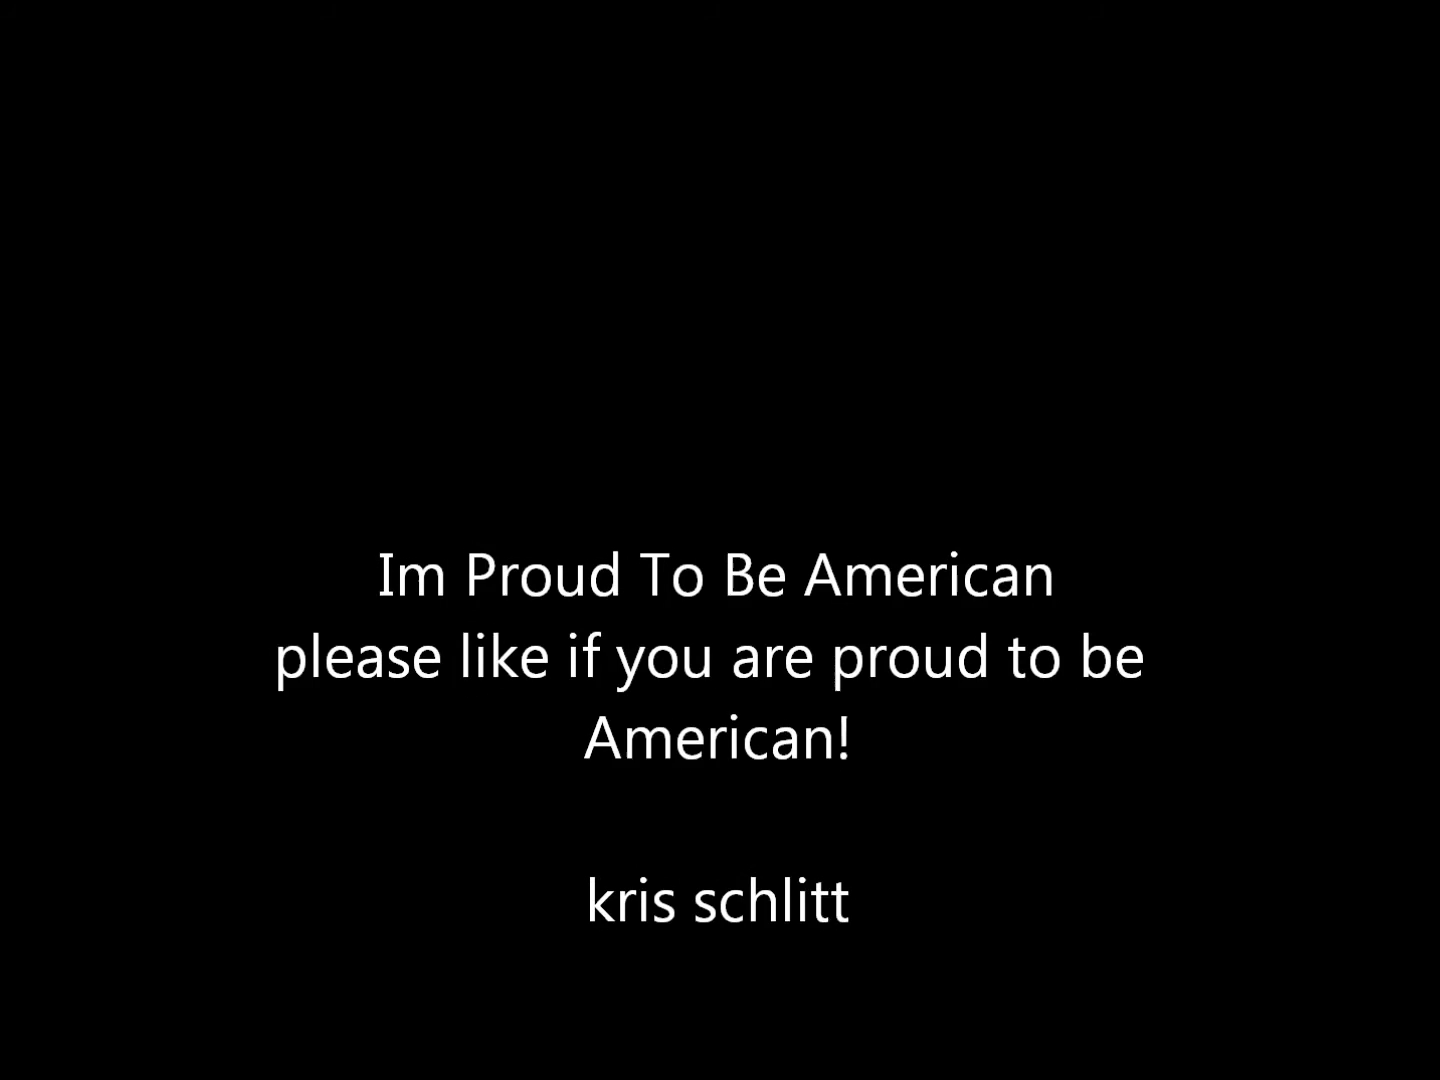 Im Proud To Be American
please like if you are proud to be
American!
kris schlitt